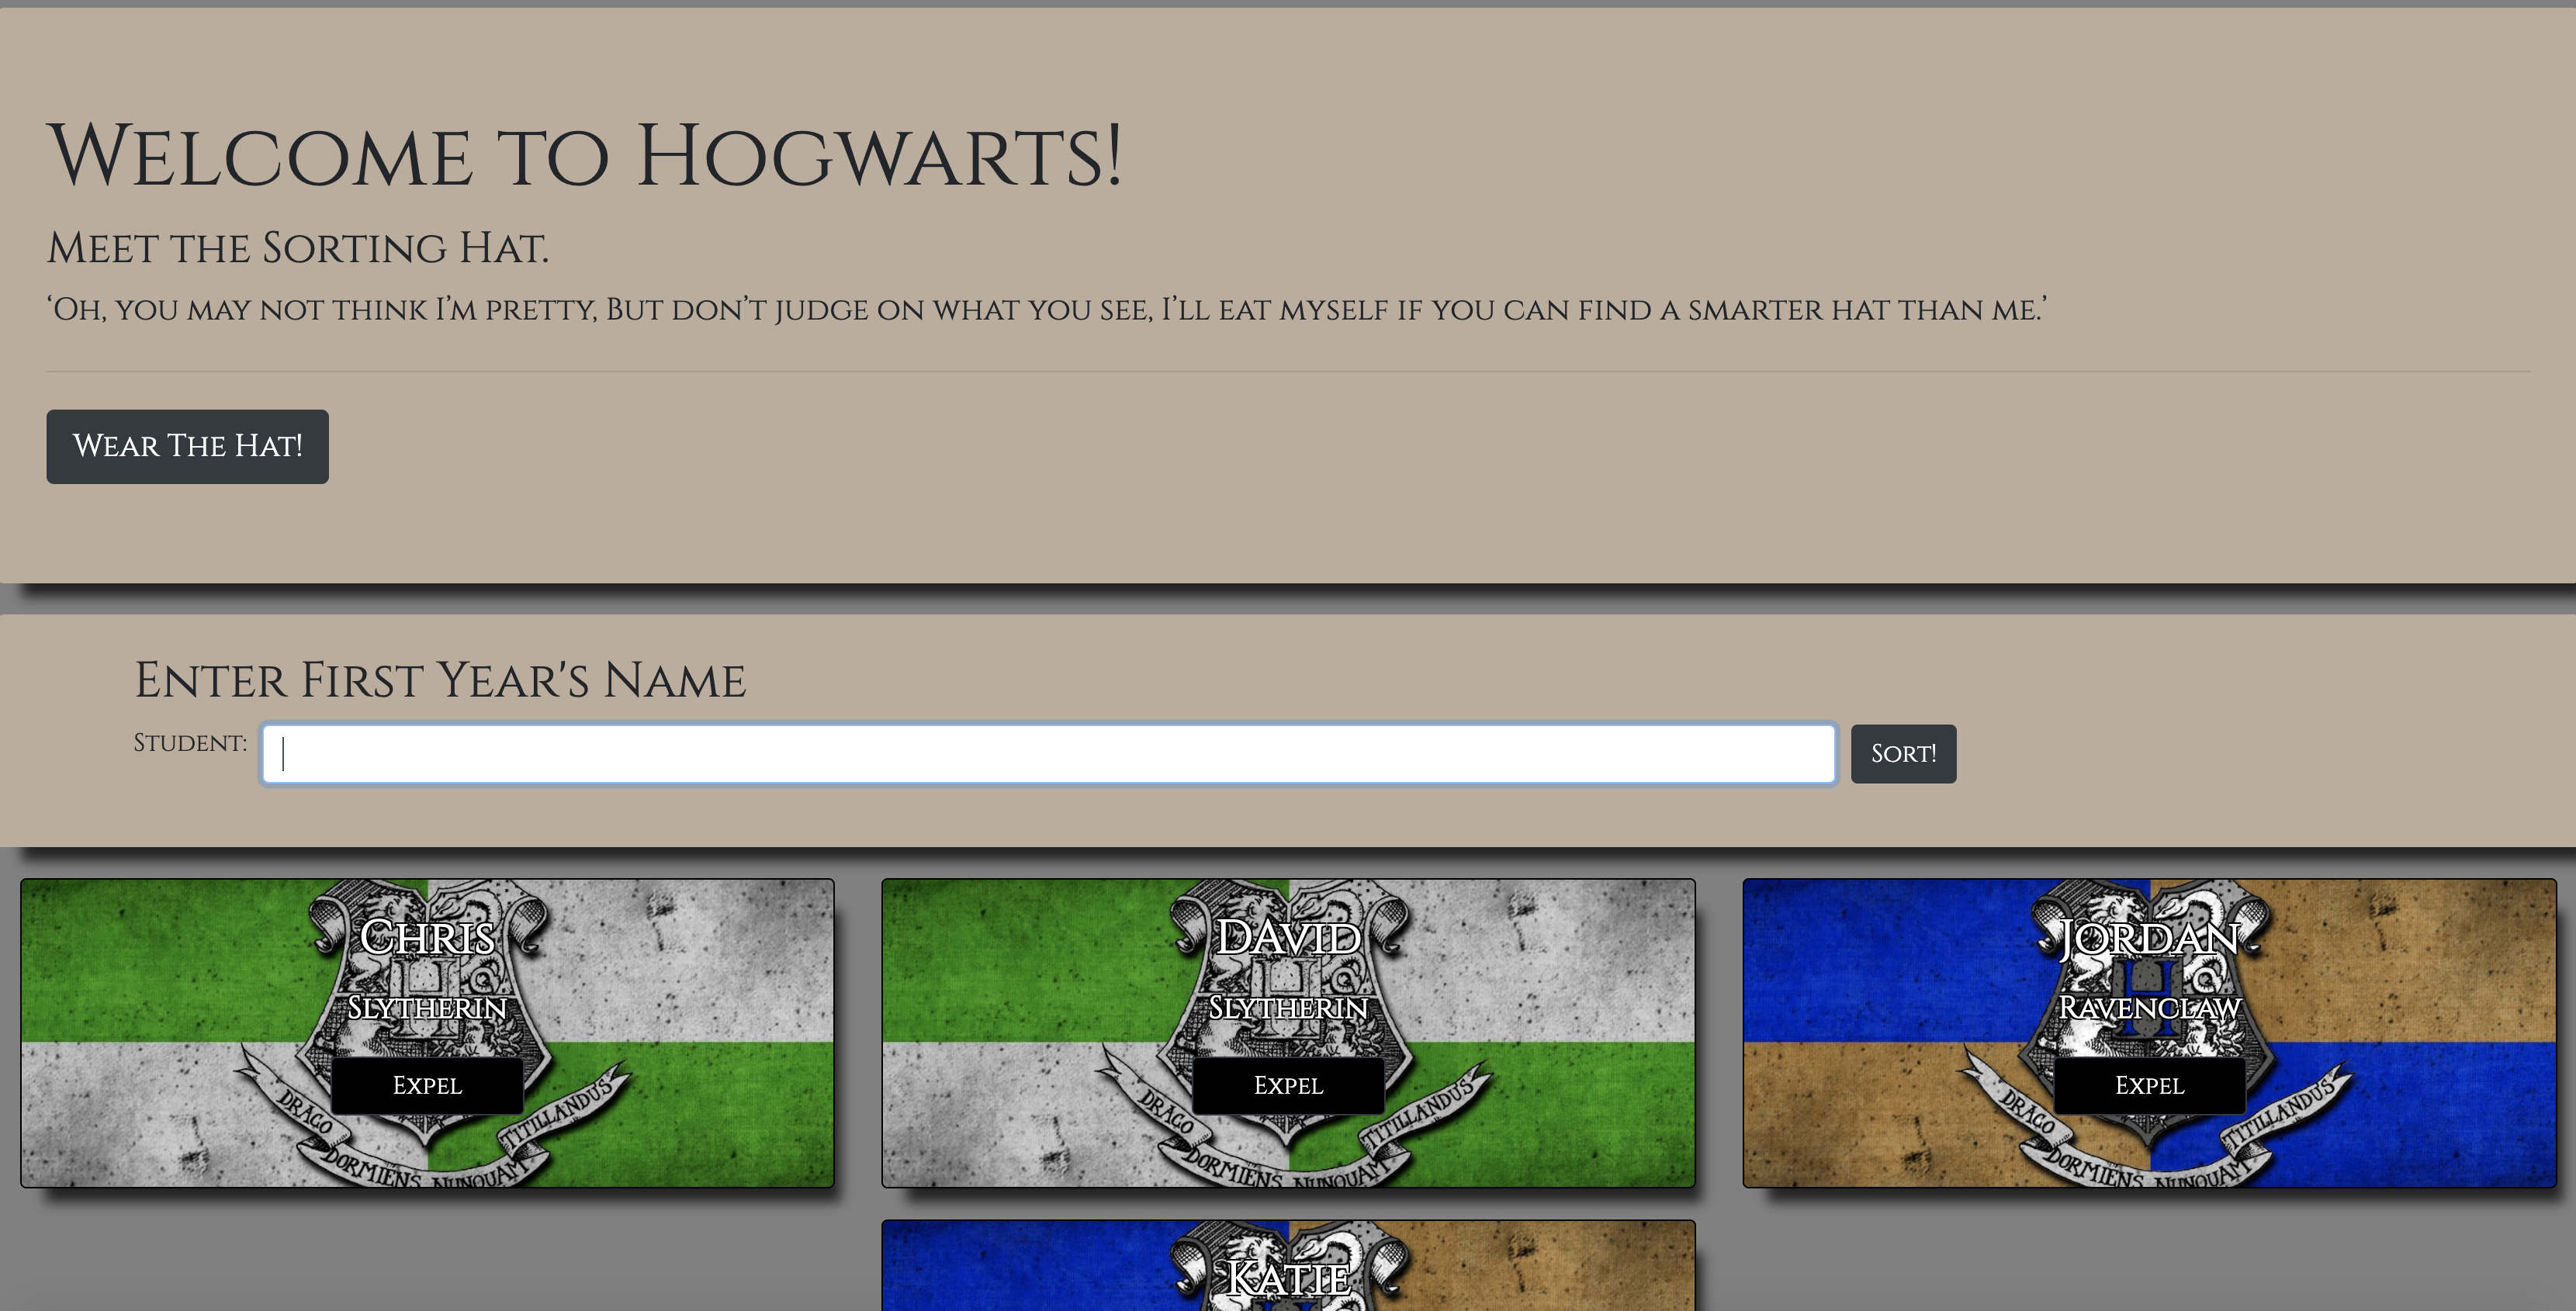 Welcome to Hogwarts!
Meet the Sorting Hat.
‘Oh, you may not think I’m pretty, But don’t judge on what you see, I’ll eat myself if you can find a smarter hat than me.’
Wear The Hat!
Enter First Year's Name
Student:
Sort!
Chris
Slytherin
Expel
DRACO
DORMIENS NUNQUAM
TITILLANDUS
David
Slytherin
Expel
DRACO
DORMIENS NUNQUAM
TITILLANDUS
Jordan
Ravenclaw
Expel
DRACO
DORMIENS NUNQUAM
TITILLANDUS
Katie